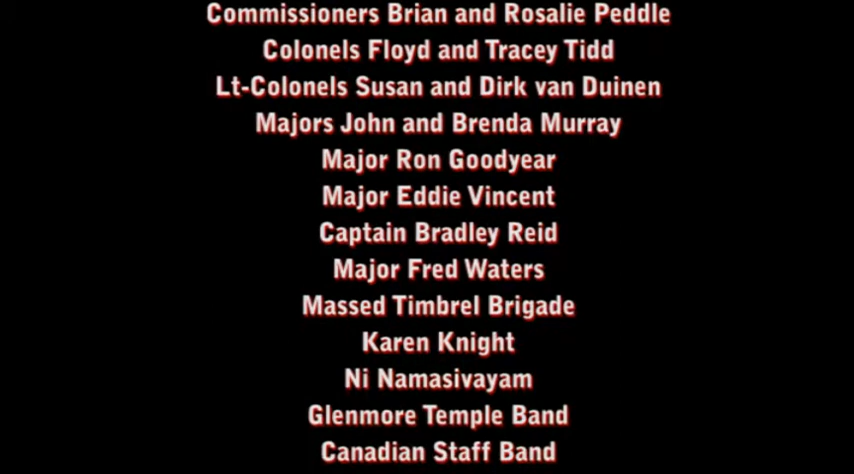 Commissioners Brian and Rosalie Peddle
Colonels Floyd and Tracey Tidd
Lt-Colonels Susan and Dirk van Duinen
Majors John and Brenda Murray
Major Ron Goodyear
Major Eddie Vincent
Captain Bradley Reid
Major Fred Waters
Massed Timbrel Brigade
Karen Knight
Ni Namasivayam
Glenmore Temple Band
Canadian Staff Band